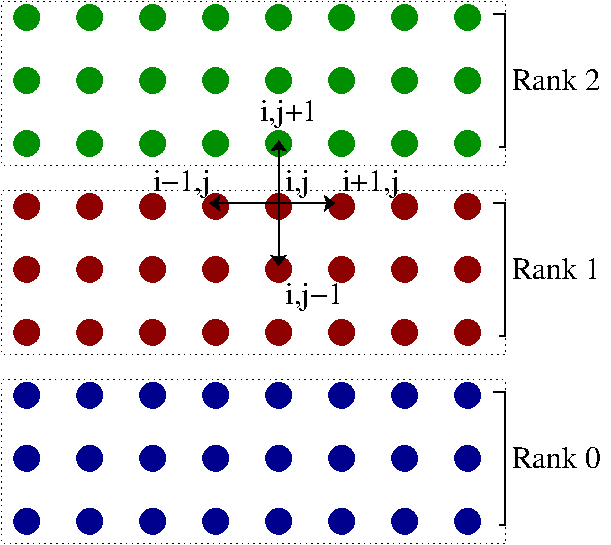 Rank 2
i,j+1
i−1,j
i,j
i+1,j
Rank 1
i,j−1
Rank 0